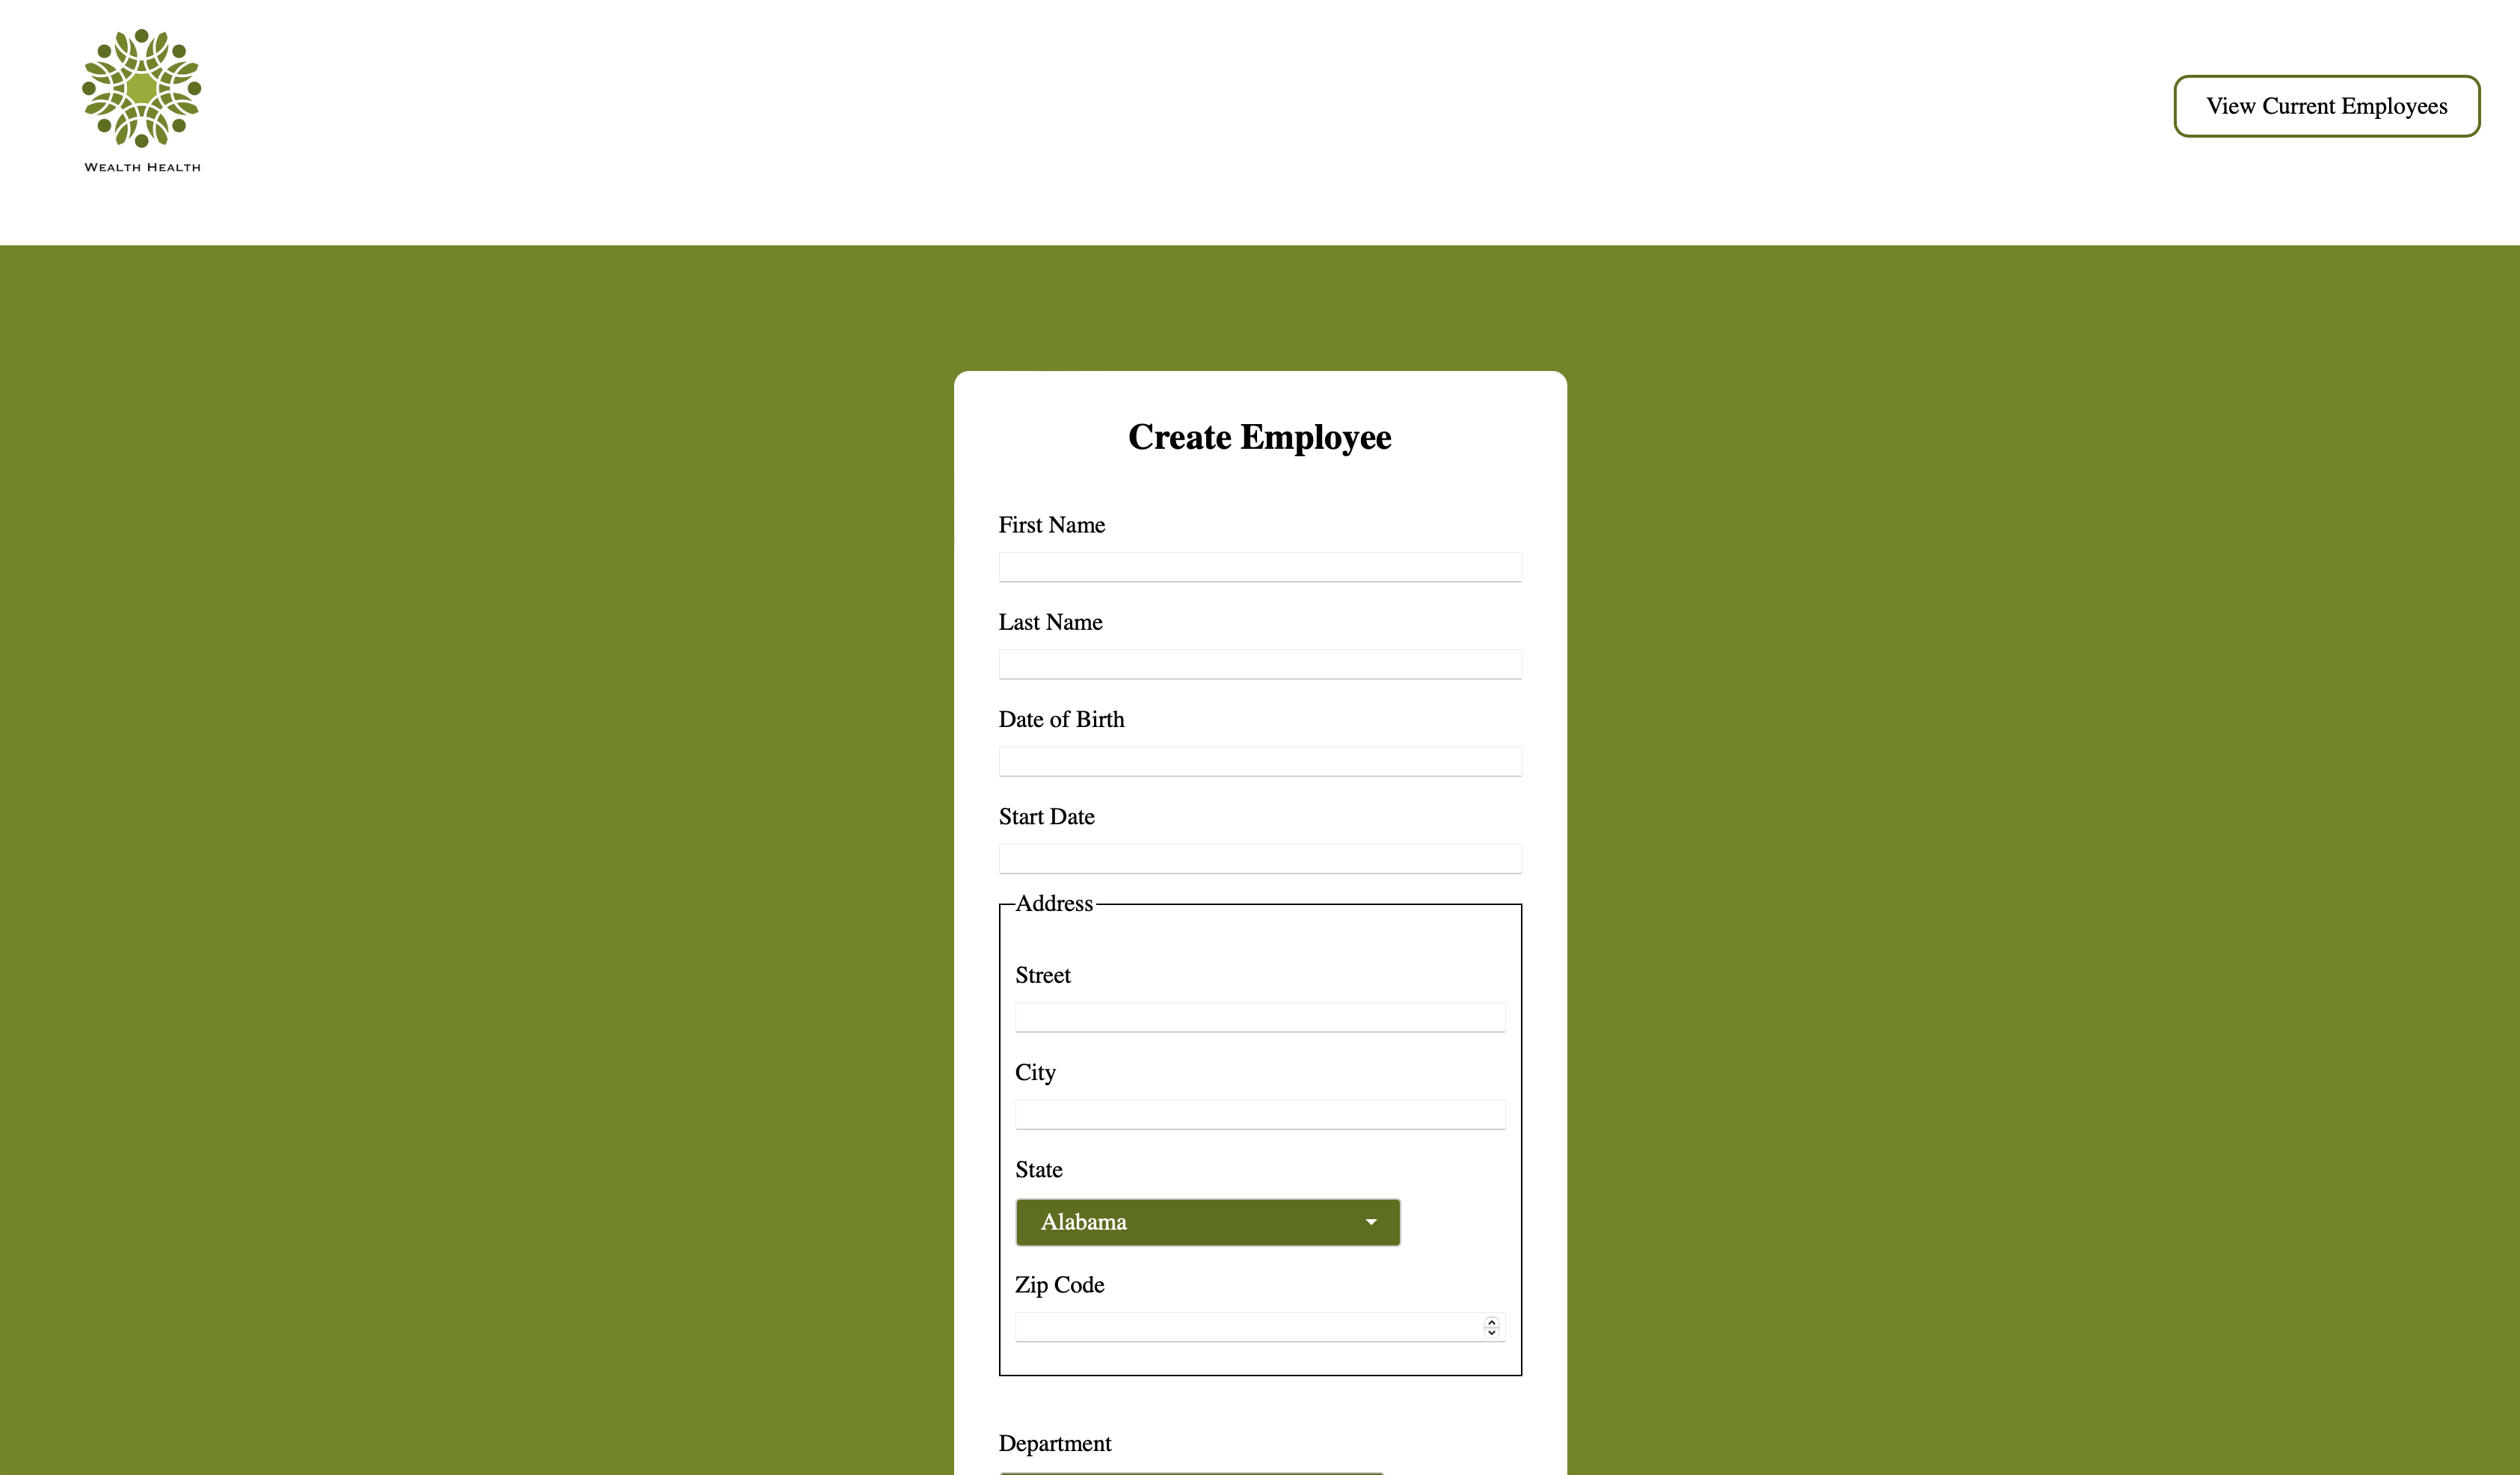 WEALTH HEALTH
View Current Employees
Create Employee
First Name
Last Name
Date of Birth
Start Date
Address
Street
City
State
Alabama
Zip Code
Department